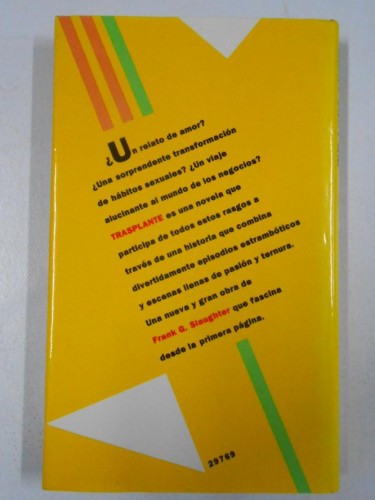 ¿Un relato de amor?
¿Una sorprendente transformación
de hábitos sexuales? ¿Un viaje
alucinante al mundo de los negocios?
TRASPLANTE es una novela que
participa de todos estos rasgos a
través de una historia que combina
divertidamente episodios estrambóticos
y escenas llenas de pasión y ternura.
Una nueva y gran obra de
Frank G. Slaughter que fascina
desde la primera página.
29769